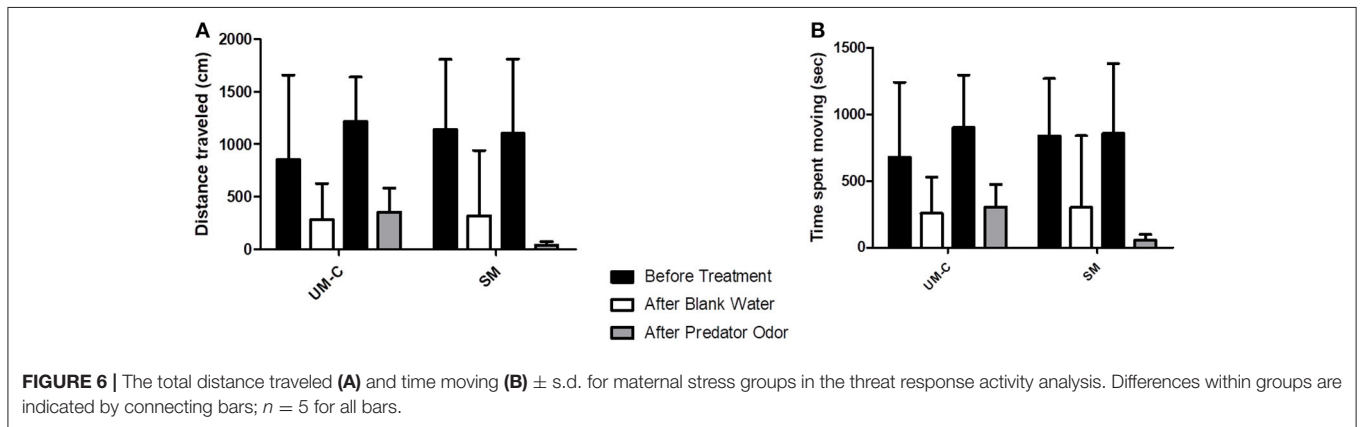 A
2000
1500
1000
500
0
Distance traveled (cm)
UM-C
SM
B
1500
1000
500
0
Time spent moving (sec)
UM-C
SM
Before Treatment
After Blank Water
After Predator Odor
FIGURE 6 | The total distance traveled (A) and time moving (B) ± s.d. for maternal stress groups in the threat response activity analysis. Differences within groups are
indicated by connecting bars; n = 5 for all bars.